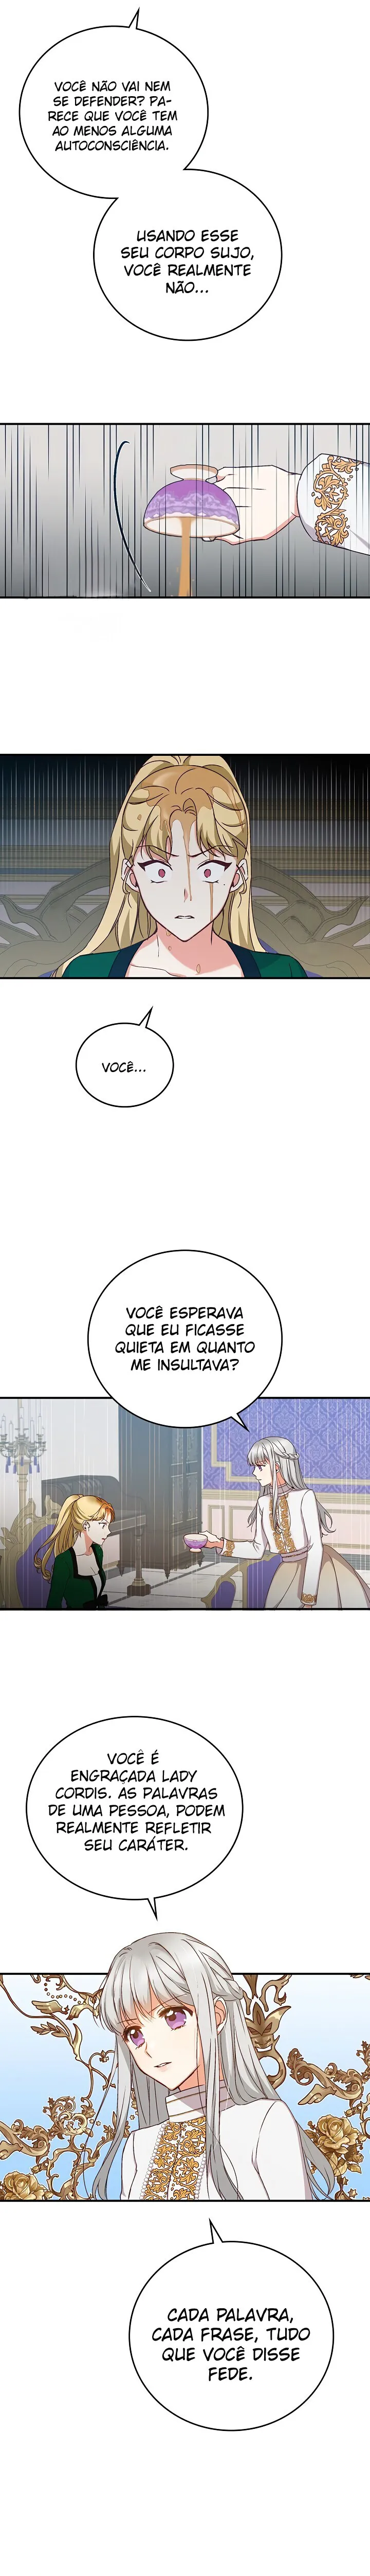 VOCÊ NÃO VAI NEM
SE DEFENDER? PA-
RECE QUE VOCÊ TEM
AO MENOS ALGUMA
AUTOCONSCIÊNCIA.
USANDO ESSE
SEU CORPO SUJO,
VOCÊ REALMENTE
NÃO...
VOCÊ...
VOCÊ ESPERAVA
QUE EU FICASSE
QUIETA EM QUANTO
ME INSULTAVA?
VOCÊ É
ENGRAÇADA LADY
CORDIS. AS PALAVRAS
DE UMA PESSOA, PODEM
REALMENTE REFLETIR
SEU CARÁTER.
CADA PALAVRA,
CADA FRASE, TUDO
QUE VOCÊ DISSE
FEDE.